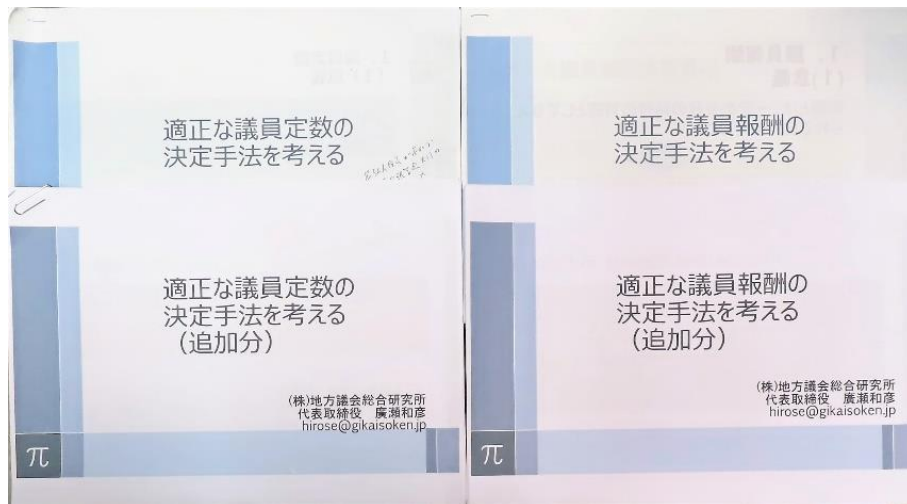 適正な議員定数の
決定手法を考える
適正な議員定数の
決定手法を考える
(追加分)
(株)地方議会総合研究所
代表取締役 廣瀬和彦
hirose@gikaisoken.jp
π
適正な議員報酬の
決定手法を考える
適正な議員報酬の
決定手法を考える
(追加分)
(株)地方議会総合研究所
代表取締役 廣瀬和彦
hirose@gikaisoken.jp
π